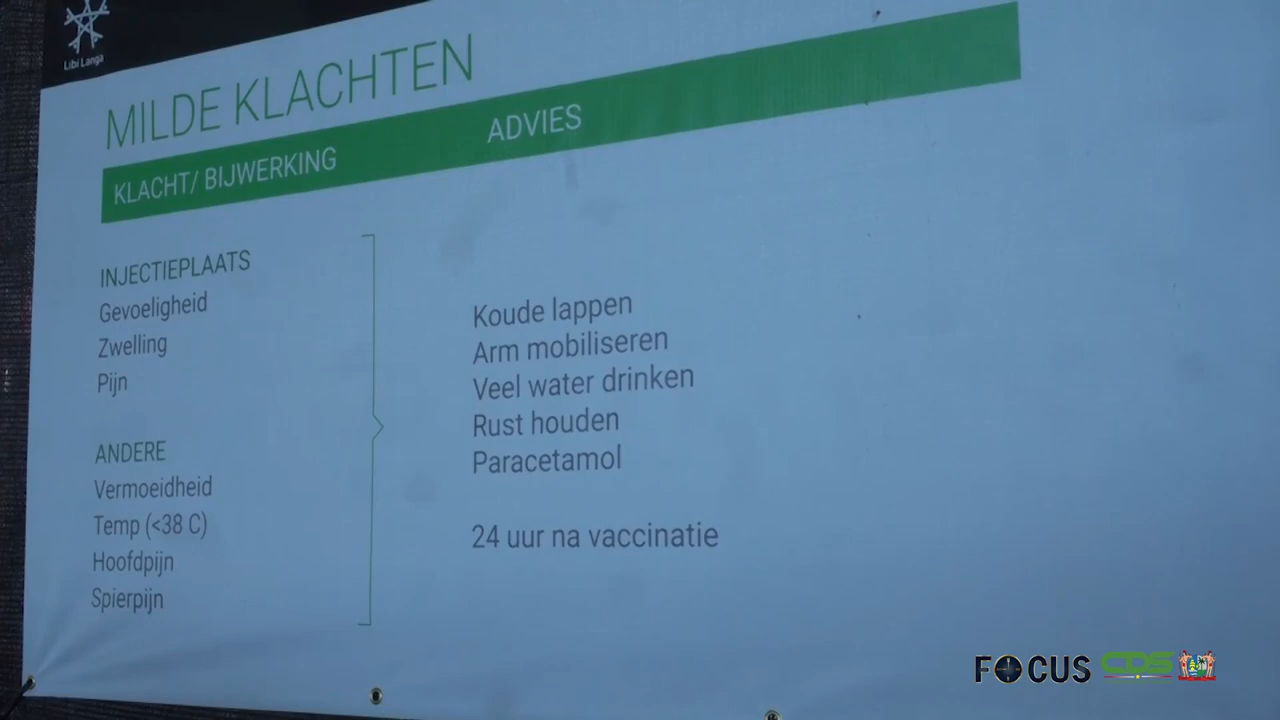 Libi Langa
MILDE KLACHTEN
KLACHT/ BIJWERKING
ADVIES
INJECTIEPLAATS
Gevoeligheid
Zwelling
Pijn
ANDERE
Vermoeidheid
Temp (<38 C)
Hoofdpijn
Spierpijn
Koude lappen
Arm mobiliseren
Veel water drinken
Rust houden
Paracetamol
24 uur na vaccinatie
FOCUS CDS